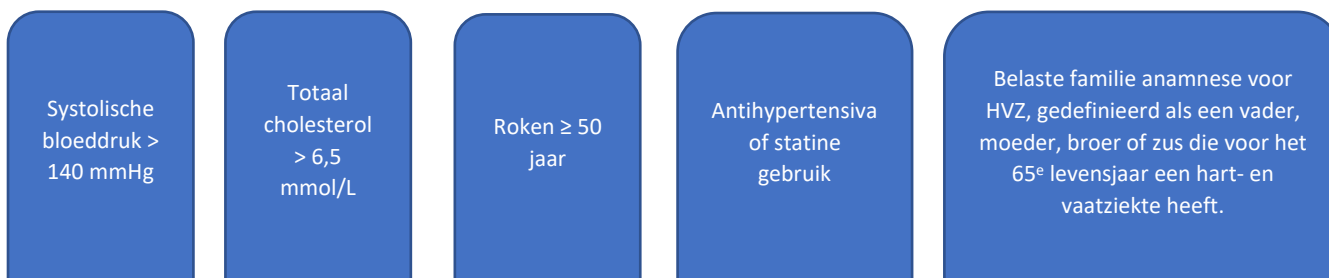 Systolische
bloeddruk >
140 mmHg
Totaal
cholesterol
> 6,5
mmol/L
Roken ≥ 50
jaar
Antihypertensiva
of statine
gebruik
Belaste familie anamnese voor
HVZ, gedefinieerd als een vader,
moeder, broer of zus die voor het
65e levensjaar een hart- en
vaatziekte heeft.